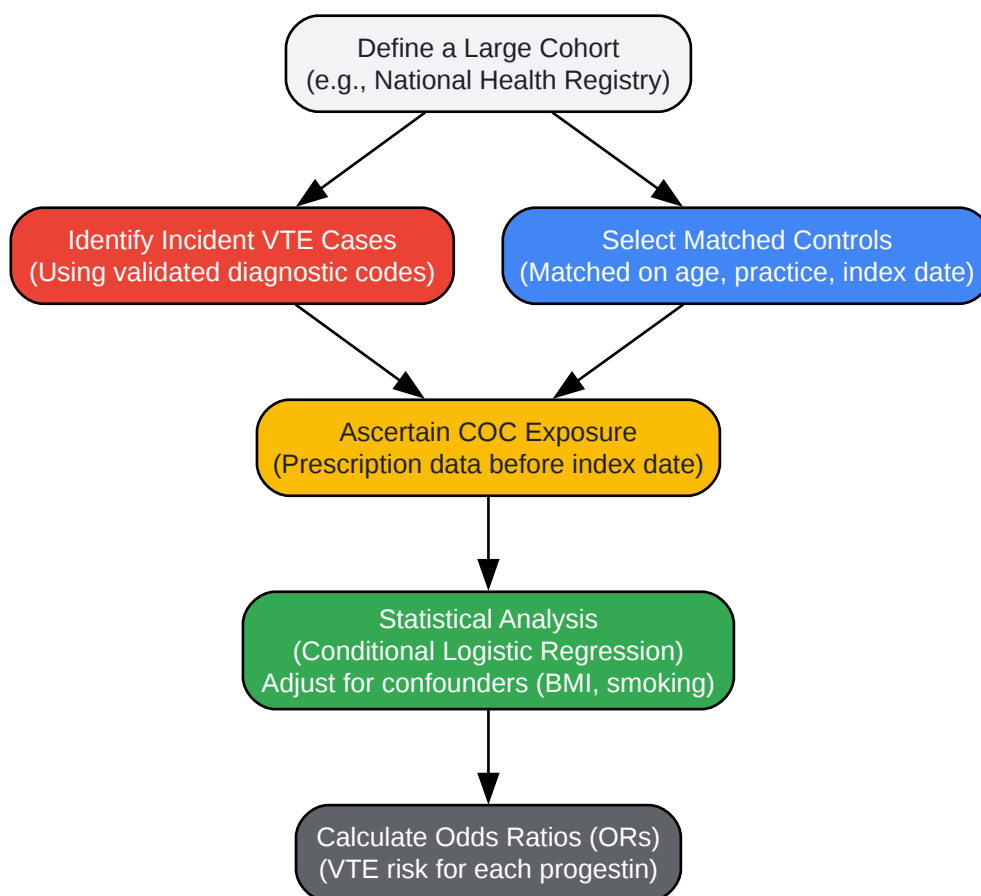 Define a Large Cohort
(e.g., National Health Registry)
Identify Incident VTE Cases
(Using validated diagnostic codes)
Select Matched Controls
(Matched on age, practice, index date)
Ascertain COC Exposure
(Prescription data before index date)
Statistical Analysis
(Conditional Logistic Regression)
Adjust for confounders (BMI, smoking)
Calculate Odds Ratios (ORs)
(VTE risk for each progestin)